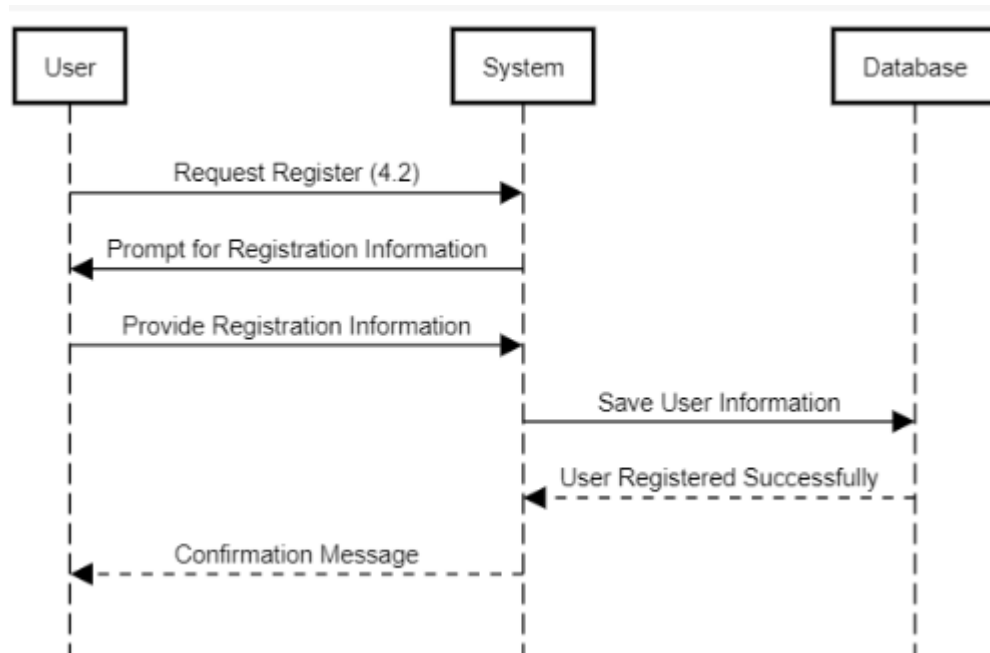 User
System
Database
Request Register (4.2)
Prompt for Registration Information
Provide Registration Information
Save User Information
User Registered Successfully
Confirmation Message